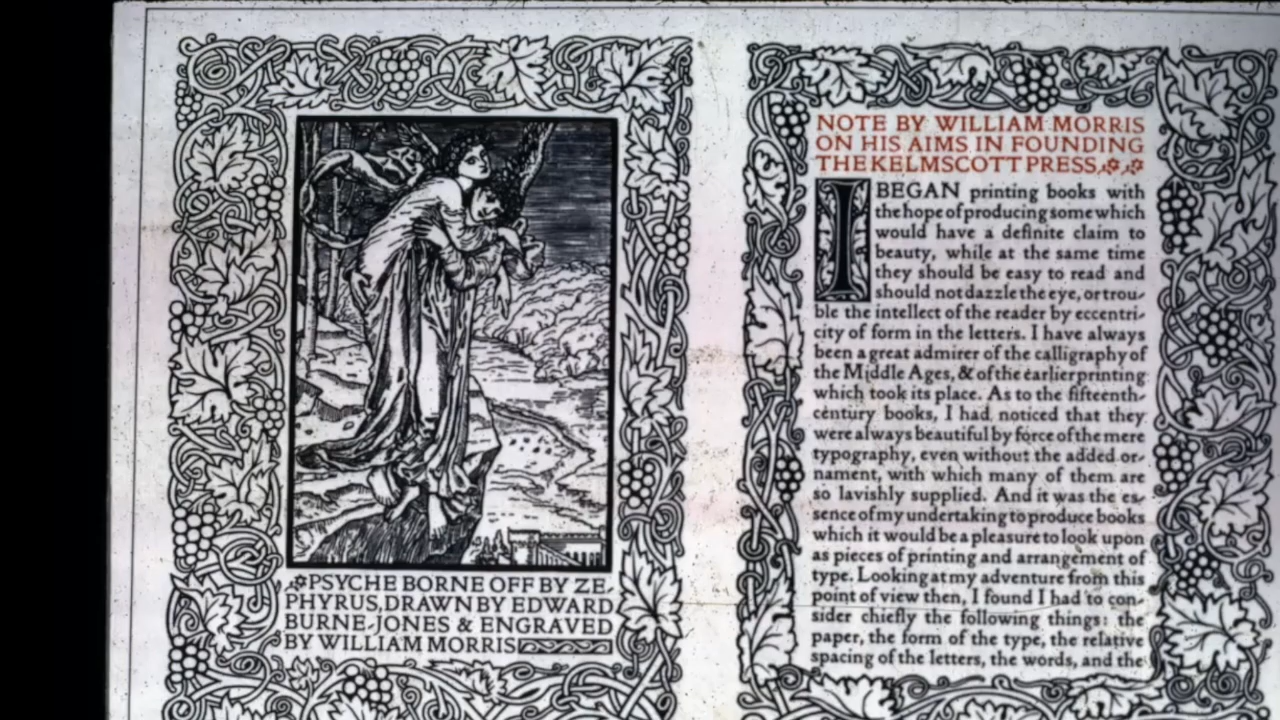 PSYCHE BORNE OFF BY ZE-
PHYRUS, DRAWN BY EDWARD
BURNE-JONES & ENGRAVED
BY WILLIAM MORRIS
NOTE BY WILLIAM MORRIS
ON HIS AIMS IN FOUNDING
THE KELMSCOTT PRESS
I BEGAN printing books with
the hope of producing some which
would have a definite claim to
beauty, while at the same time
they should be easy to read and
should not dazzle the eye, or trou-
ble the intellect of the reader by eccentri-
city of form in the letters. I have always
been a great admirer of the calligraphy of
the Middle Ages, & of the earlier printing
which took its place. As to the fifteenth-
century books, I had noticed that they
were always beautiful by force of the mere
typography, even without the added or-
nament, with which many of them are
so lavishly supplied. And it was the es-
sence of my undertaking to produce books
which it would be a pleasure to look upon
as pieces of printing and arrangement of
type. Looking at my adventure from this
point of view then, I found I had to con-
sider chiefly the following things: the
paper, the form of the type, the relative
spacing of the letters, the words, and the